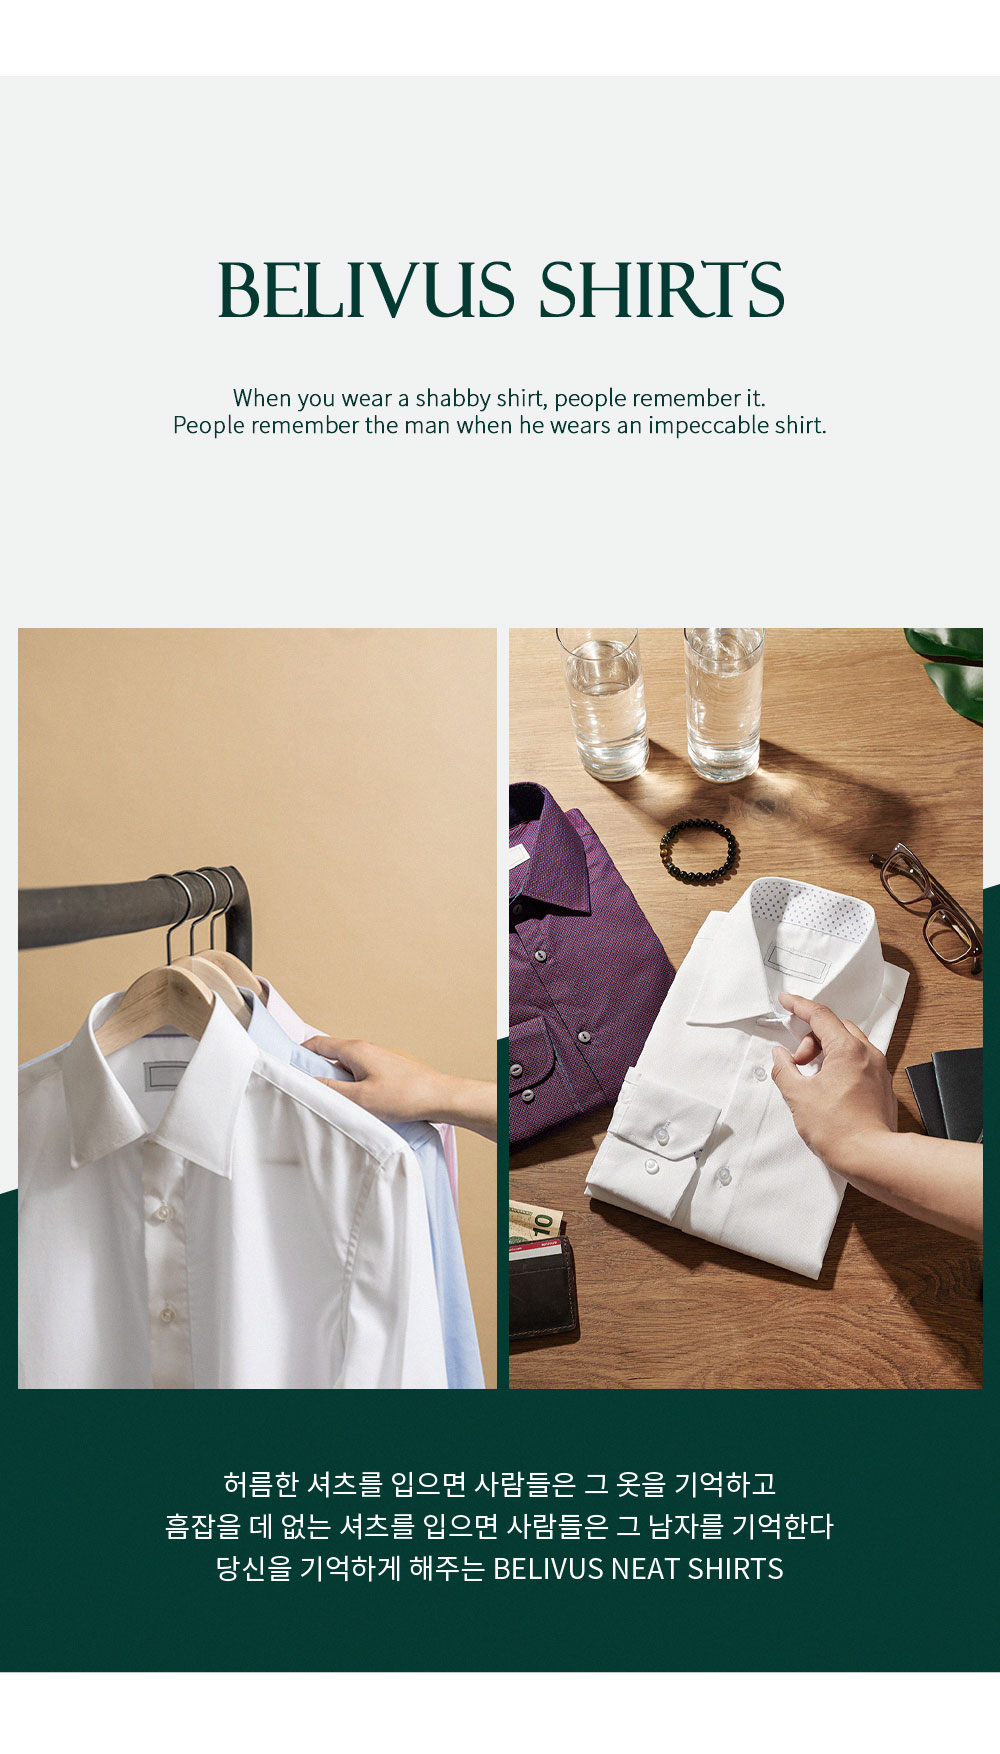 BELIVUS SHIRTS
When you wear a shabby shirt, people remember it.
People remember the man when he wears an impeccable shirt.
10
허름한 셔츠를 입으면 사람들은 그 옷을 기억하고
흠잡을 데 없는 셔츠를 입으면 사람들은 그 남자를 기억한다
당신을 기억하게 해주는 BELIVUS NEAT SHIRTS